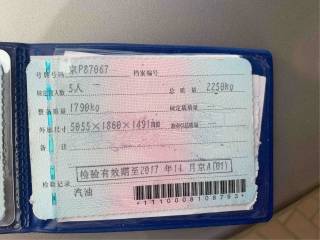 号牌号码 京P87067 档案编号
核定载人数 5人 总质量 2250kg
整备质量 1790kg 核定载质量
外廓尺寸 5055×1860×1491mm 准牵引总质量
备注
检验有效期至2017年11月京A(01)
检验记录
汽油
*1110008108793*